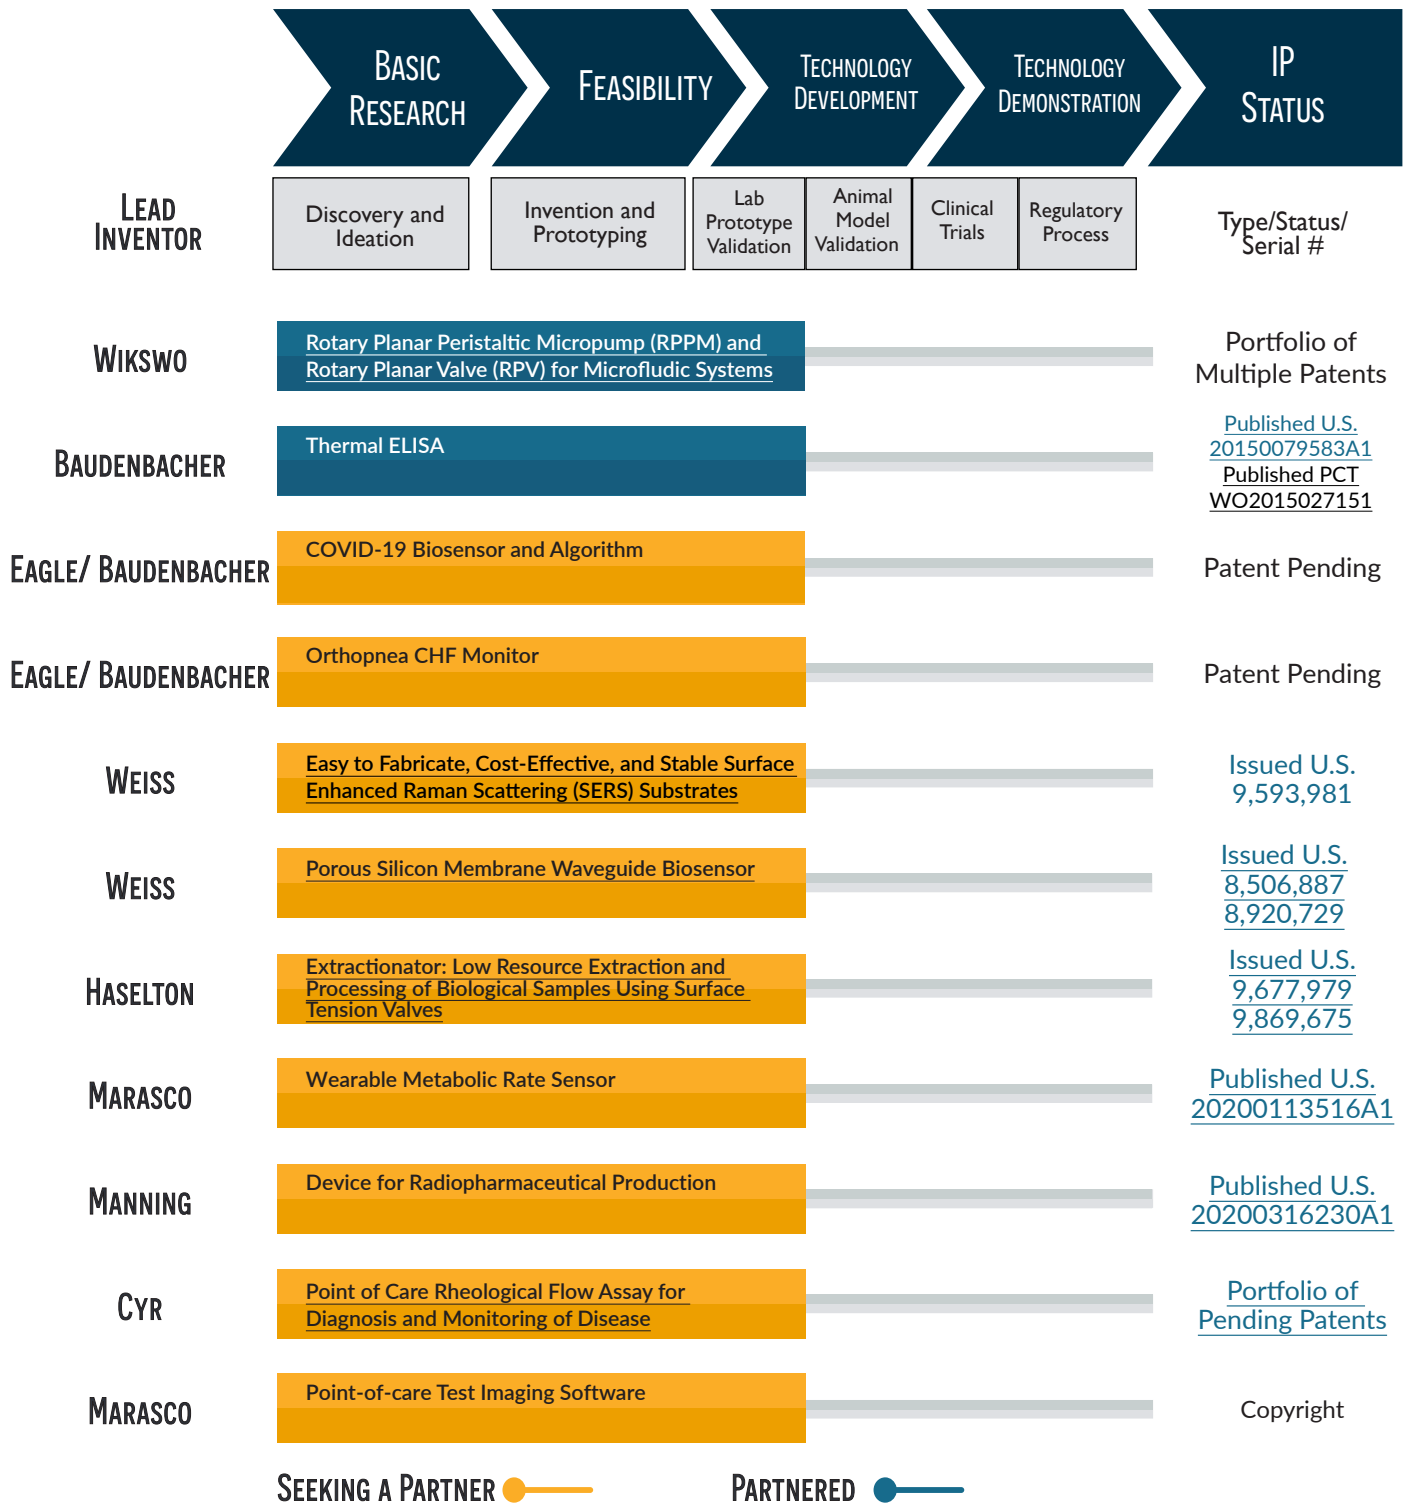 BASIC
RESEARCH
FEASIBILITY
TECHNOLOGY
DEVELOPMENT
TECHNOLOGY
DEMONSTRATION
IP
STATUS
LEAD
INVENTOR
Discovery and
Ideation
Invention and
Prototyping
Lab
Prototype
Validation
Animal
Model
Validation
Clinical
Trials
Regulatory
Process
Type/Status/
Serial #
WIKSWO
Rotary Planar Peristaltic Micropump (RPPM) and
Rotary Planar Valve (RPV) for Microfludic Systems
Portfolio of
Multiple Patents
BAUDENBACHER
Thermal ELISA
Published U.S.
20150079583A1
Published PCT
WO2015027151
EAGLE/ BAUDENBACHER
COVID-19 Biosensor and Algorithm
Patent Pending
EAGLE/ BAUDENBACHER
Orthopnea CHF Monitor
Patent Pending
WEISS
Easy to Fabricate, Cost-Effective, and Stable Surface
Enhanced Raman Scattering (SERS) Substrates
Issued U.S.
9,593,981
WEISS
Porous Silicon Membrane Waveguide Biosensor
Issued U.S.
8,506,887
8,920,729
HASELTON
Extractionator: Low Resource Extraction and
Processing of Biological Samples Using Surface
Tension Valves
Issued U.S.
9,677,979
9,869,675
MARASCO
Wearable Metabolic Rate Sensor
Published U.S.
20200113516A1
MANNING
Device for Radiopharmaceutical Production
Published U.S.
20200316230A1
CYR
Point of Care Rheological Flow Assay for
Diagnosis and Monitoring of Disease
Portfolio of
Pending Patents
MARASCO
Point-of-care Test Imaging Software
Copyright
SEEKING A PARTNER
PARTNERED